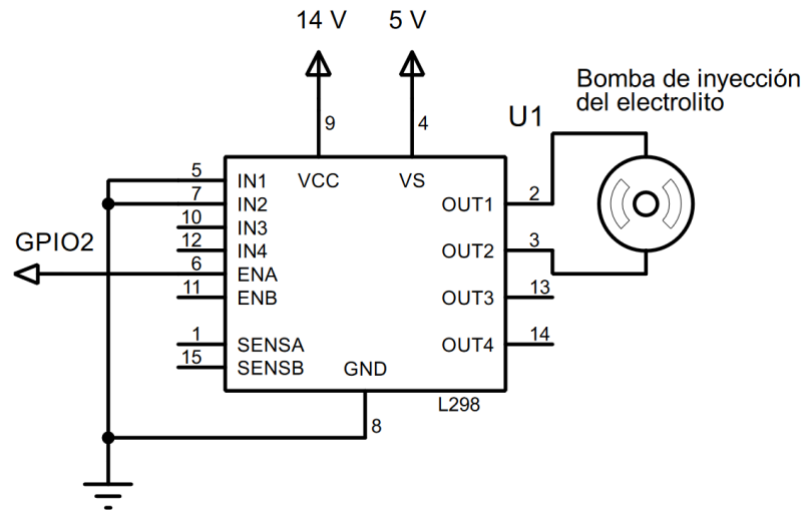 14 V 5 V
Bomba de inyección
del electrolito
9 4
U1
5 IN1 VCC VS
7 IN2 OUT1 2
10 IN3
GPIO2
12 IN4 OUT2 3
6 ENA
11 ENB OUT3 13
1 SENSA OUT4 14
15 SENSB GND
L298
8